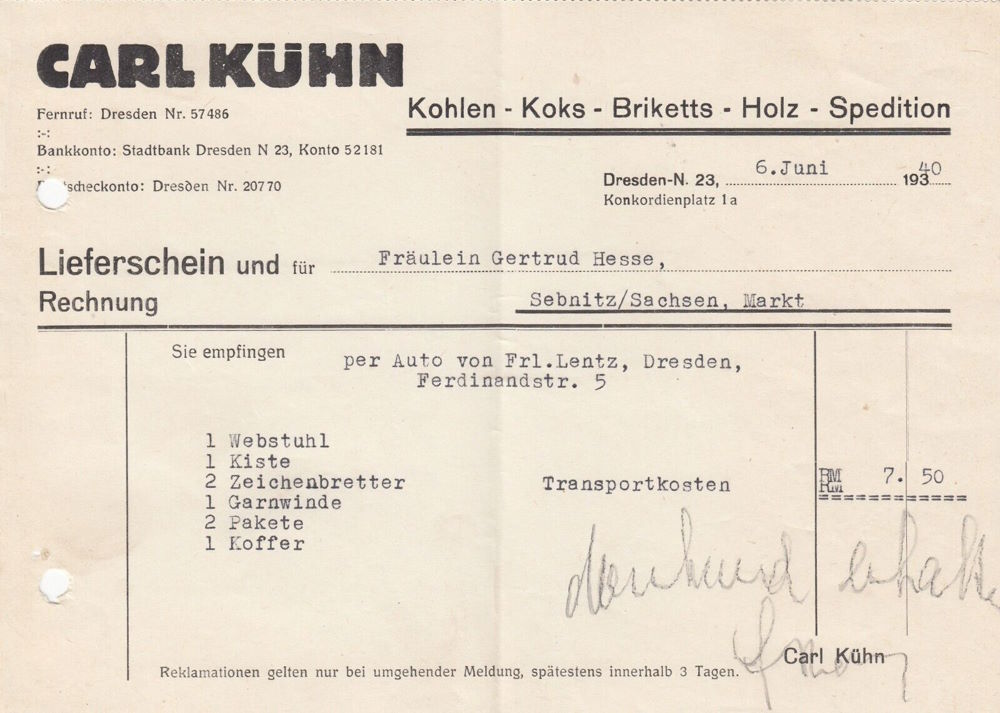 CARL KÜHN
Kohlen - Koks - Briketts - Holz - Spedition
Fernruf: Dresden Nr. 57486
:-:
Bankkonto: Stadtbank Dresden N 23, Konto 52181
:-:
scheckonto: Dresden Nr. 20770
Dresden-N. 23, 6.Juni 193 40
Konkordienplatz 1a
Lieferschein und für Fräulein Gertrud Hesse,
Rechnung Sebnitz/Sachsen, Markt
Sie empfingen per Auto von Frl.Lentz, Dresden,
Ferdinandstr. 5
1 Webstuhl
1 Kiste
2 Zeichenbretter Transportkosten RM 7. 50
1 Garnwinde
2 Pakete
1 Koffer
Carl Kühn
Reklamationen gelten nur bei umgehender Meldung, spätestens innerhalb 3 Tagen.